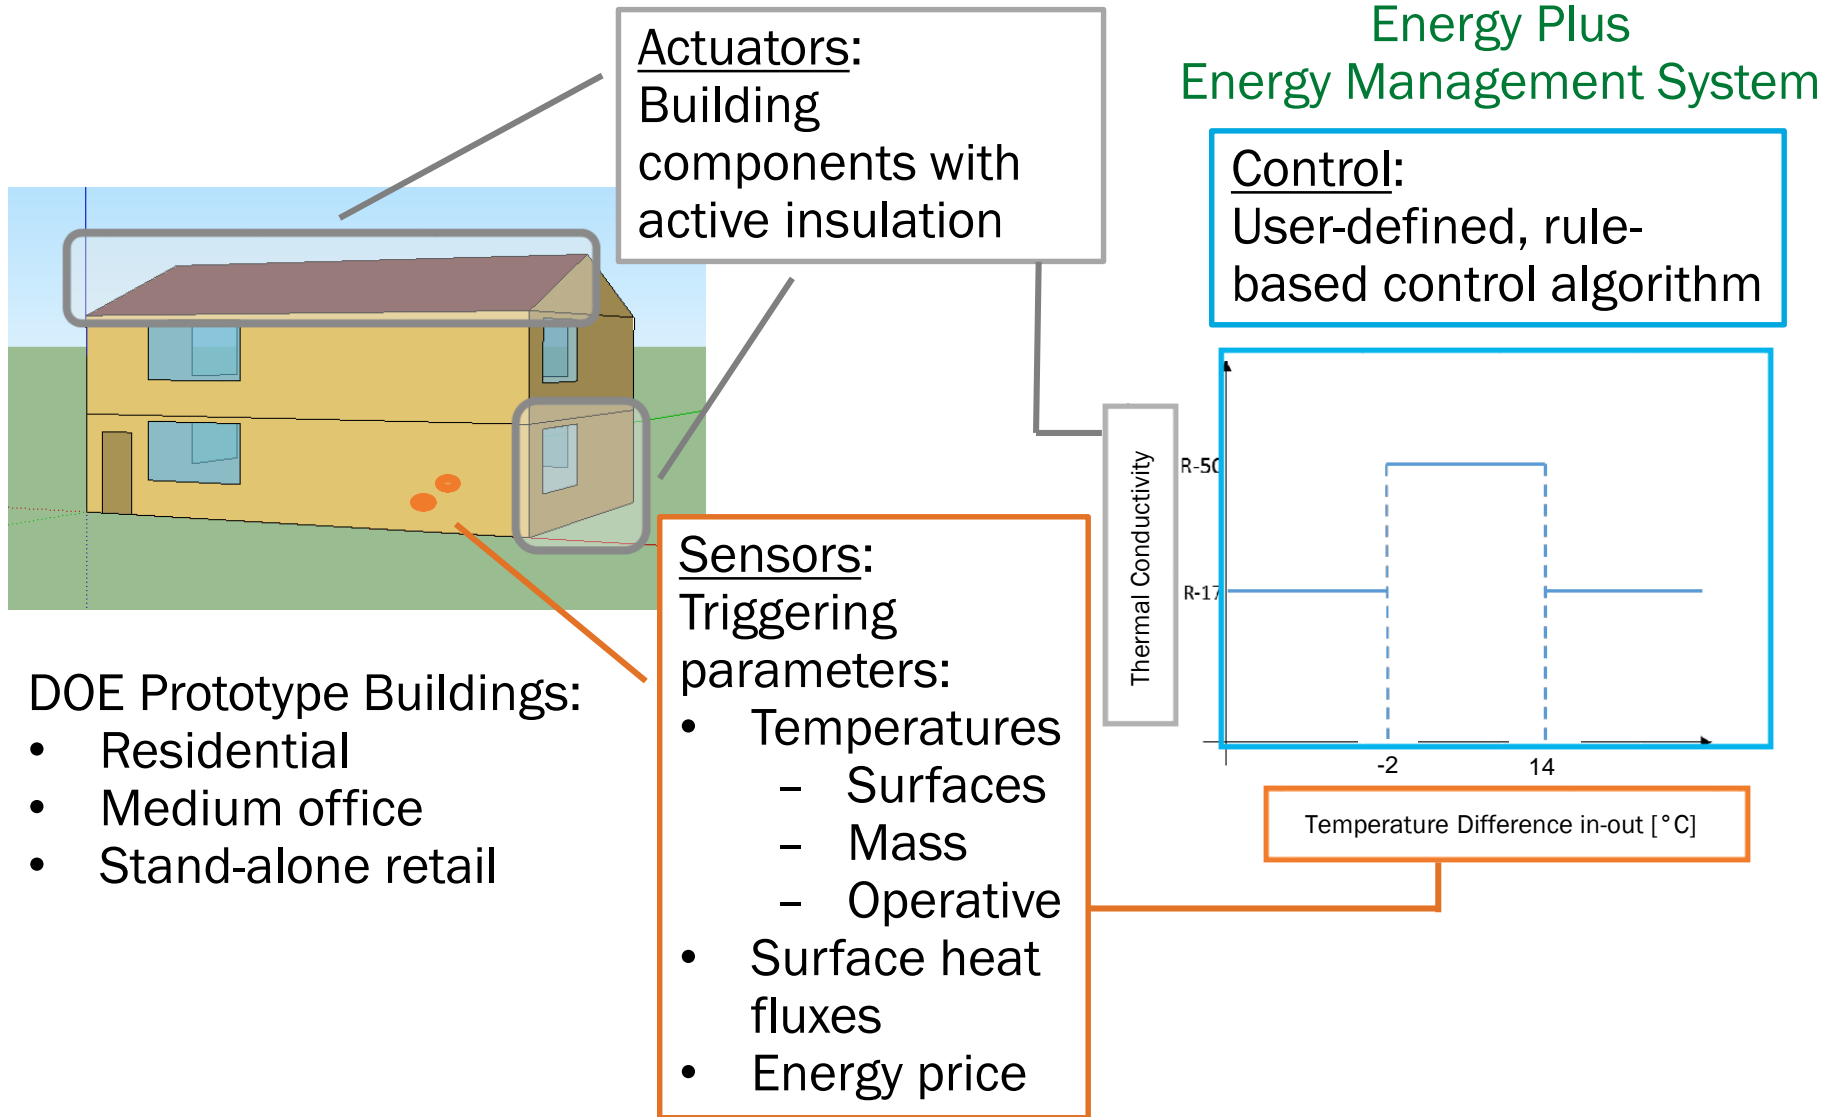 Energy Plus
Energy Management System
Actuators:
Building
components with
active insulation
Control:
User-defined, rule-
based control algorithm
DOE Prototype Buildings:
• Residential
• Medium office
• Stand-alone retail
Sensors:
Triggering
parameters:
• Temperatures
– Surfaces
– Mass
– Operative
• Surface heat
fluxes
• Energy price
Thermal Conductivity
R-50
R-17
-2
14
Temperature Difference in-out [°C]